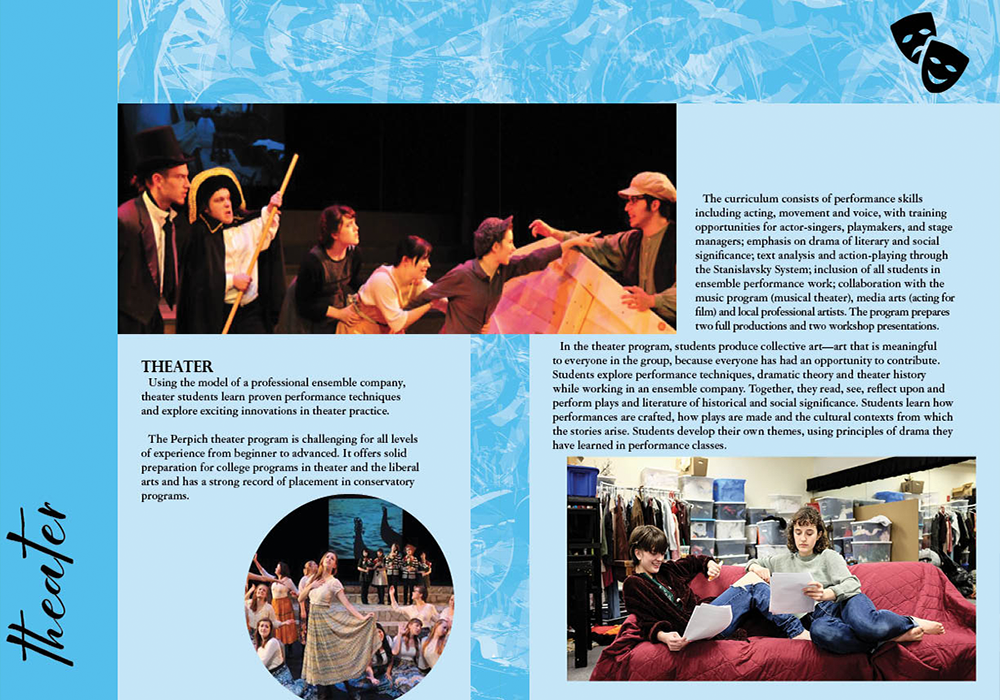 theater
The curriculum consists of performance skills
including acting, movement and voice, with training
opportunities for actor-singers, playmakers, and stage
managers; emphasis on drama of literary and social
significance; text analysis and action-playing through
the Stanislavsky System; inclusion of all students in
ensemble performance work; collaboration with the
music program (musical theater), media arts (acting for
film) and local professional artists. The program prepares
two full productions and two workshop presentations.
THEATER
Using the model of a professional ensemble company,
theater students learn proven performance techniques
and explore exciting innovations in theater practice.
The Perpich theater program is challenging for all levels
of experience from beginner to advanced. It offers solid
preparation for college programs in theater and the liberal
arts and has a strong record of placement in conservatory
programs.
In the theater program, students produce collective art—art that is meaningful
to everyone in the group, because everyone has had an opportunity to contribute.
Students explore performance techniques, dramatic theory and theater history
while working in an ensemble company. Together, they read, see, reflect upon and
perform plays and literature of historical and social significance. Students learn how
performances are crafted, how plays are made and the cultural contexts from which
the stories arise. Students develop their own themes, using principles of drama they
have learned in performance classes.